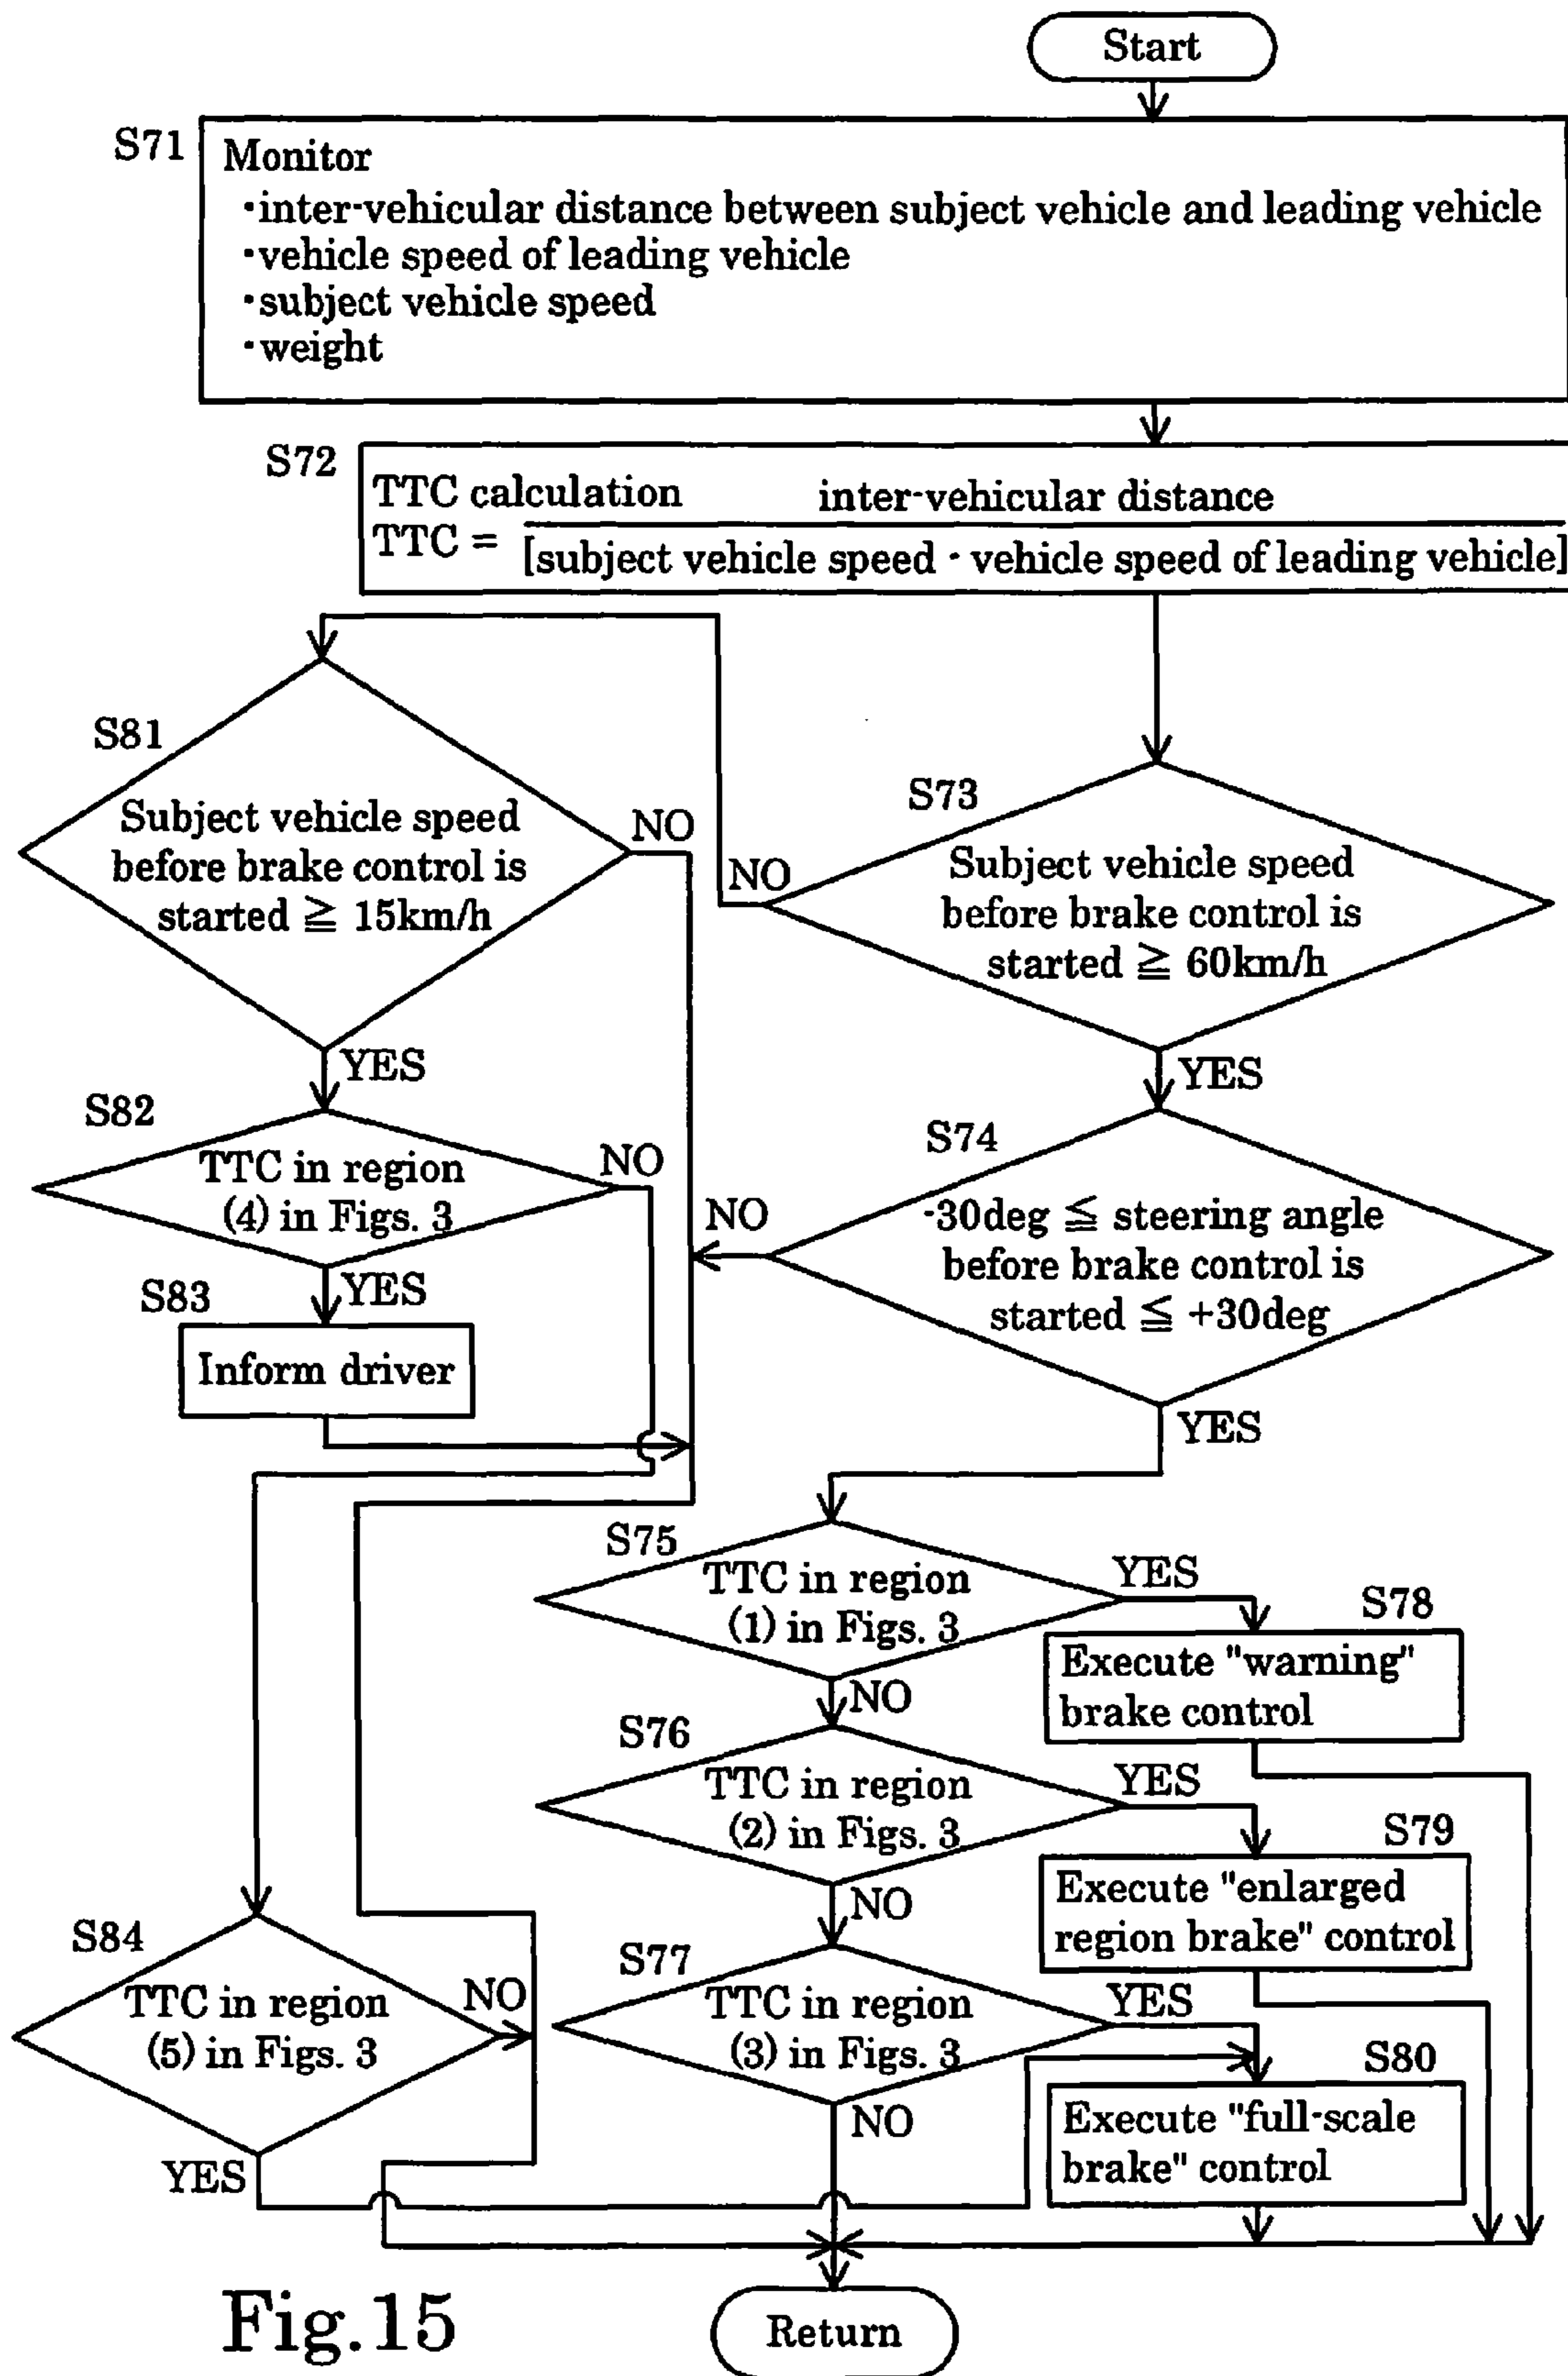 Start
S71
Monitor
·inter-vehicular distance between subject vehicle and leading vehicle
·vehicle speed of leading vehicle
·subject vehicle speed
·weight
S72
TTC calculation
inter-vehicular distance
TTC =
[subject vehicle speed - vehicle speed of leading vehicle]
S81
Subject vehicle speed
before brake control is
started ≧ 15km/h
NO
YES
S73
Subject vehicle speed
before brake control is
started ≧ 60km/h
NO
YES
S82
TTC in region
(4) in Figs. 3
NO
YES
S74
-30deg ≦ steering angle
before brake control is
started ≦ +30deg
NO
YES
S83
Inform driver
S75
TTC in region
(1) in Figs. 3
YES
NO
S78
Execute "warning"
brake control
S76
TTC in region
(2) in Figs. 3
YES
NO
S79
Execute "enlarged
region brake" control
S84
TTC in region
(5) in Figs. 3
NO
YES
S77
TTC in region
(3) in Figs. 3
YES
NO
S80
Execute "full-scale
brake" control
Return
Fig.15